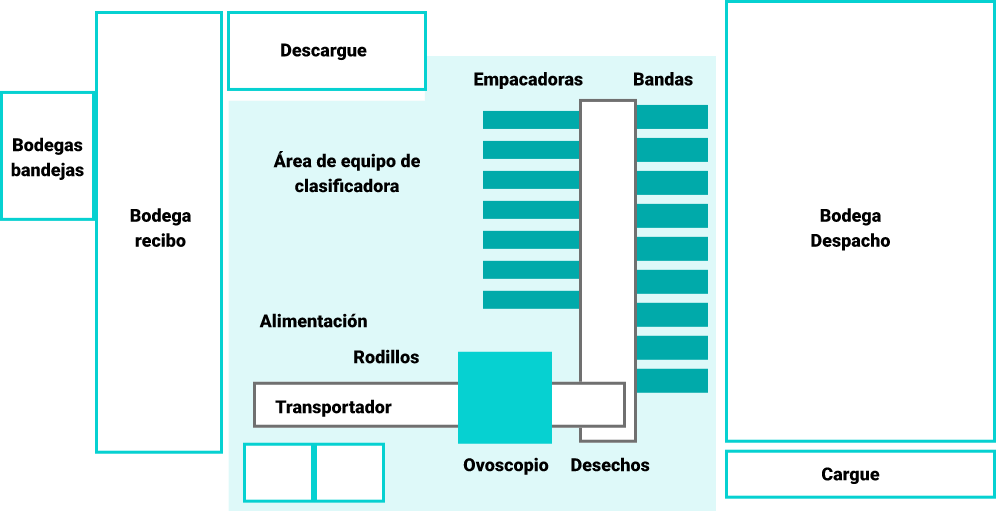 Descargue
Empacadoras
Bandas
Bodegas
bandejas
Área de equipo de
clasificadora
Bodega
recibo
Bodega
Despacho
Alimentación
Rodillos
Transportador
Ovoscopio
Desechos
Cargue